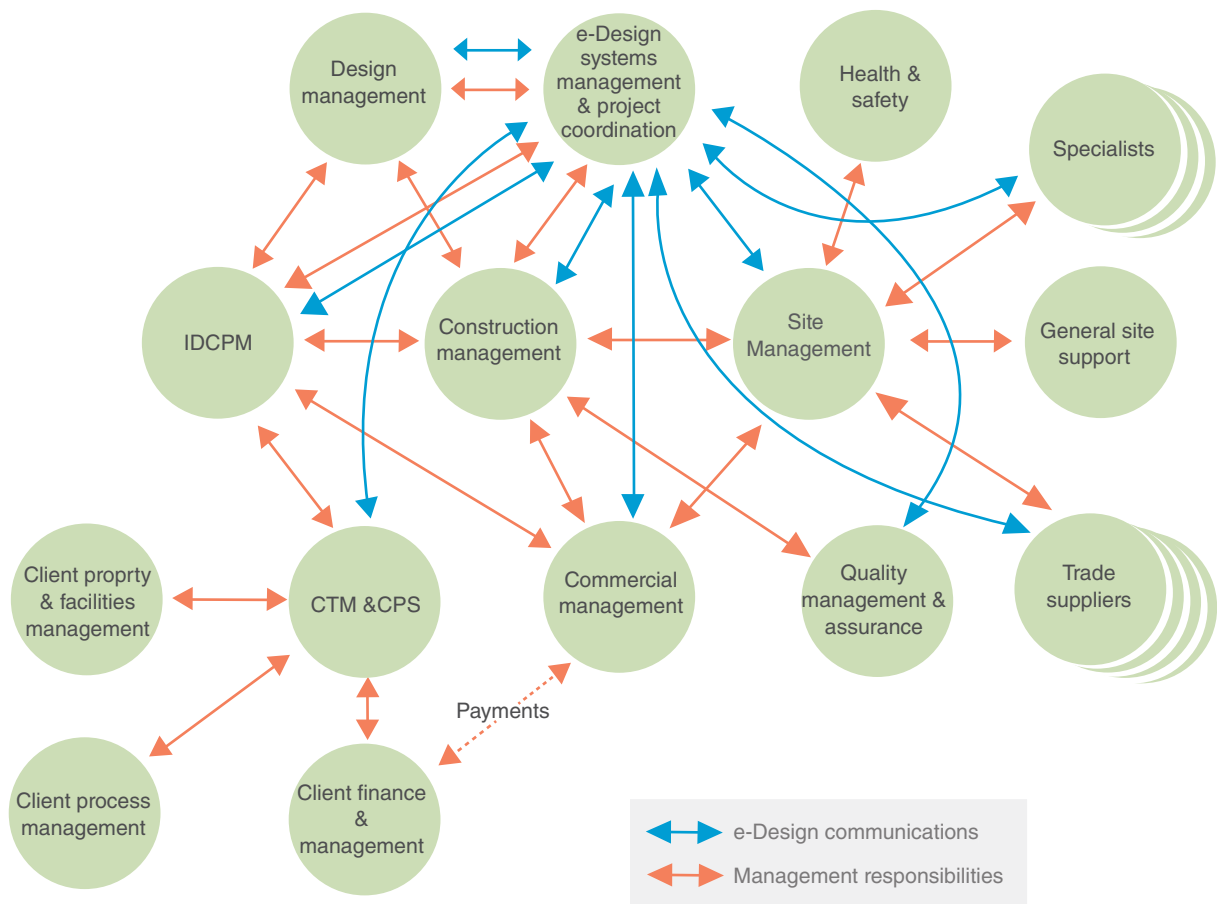 Design
management
e-Design
systems
management
& project
coordination
Health &
safety
Specialists
IDCPM
Construction
management
Site
Management
General site
support
Client proprty
& facilities
management
CTM &CPS
Commercial
management
Quality
management &
assurance
Trade
suppliers
Payments
Client process
management
Client finance
&
management
e-Design communications
Management responsibilities